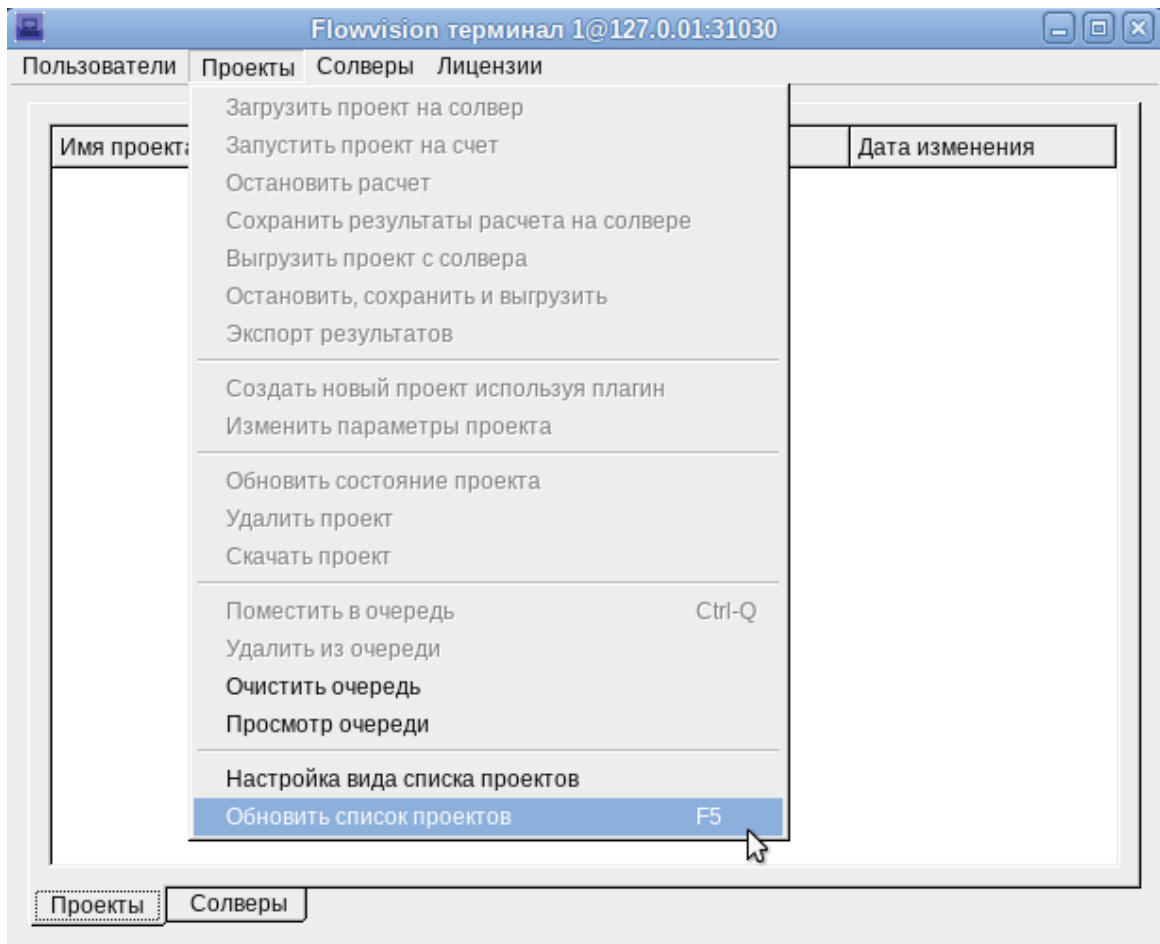 Flowvision терминал 1@127.0.01:31030
Пользователи Проекты Солверы Лицензии
Загрузить проект на солвер
Имя проекта Запустить проект на счет Дата изменения
Остановить расчет
Сохранить результаты расчета на солвере
Выгрузить проект с солвера
Остановить, сохранить и выгрузить
Экспорт результатов
Создать новый проект используя плагин
Изменить параметры проекта
Обновить состояние проекта
Удалить проект
Скачать проект
Поместить в очередь Ctrl-Q
Удалить из очереди
Очистить очередь
Просмотр очереди
Настройка вида списка проектов
Обновить список проектов F5
Проекты Солверы